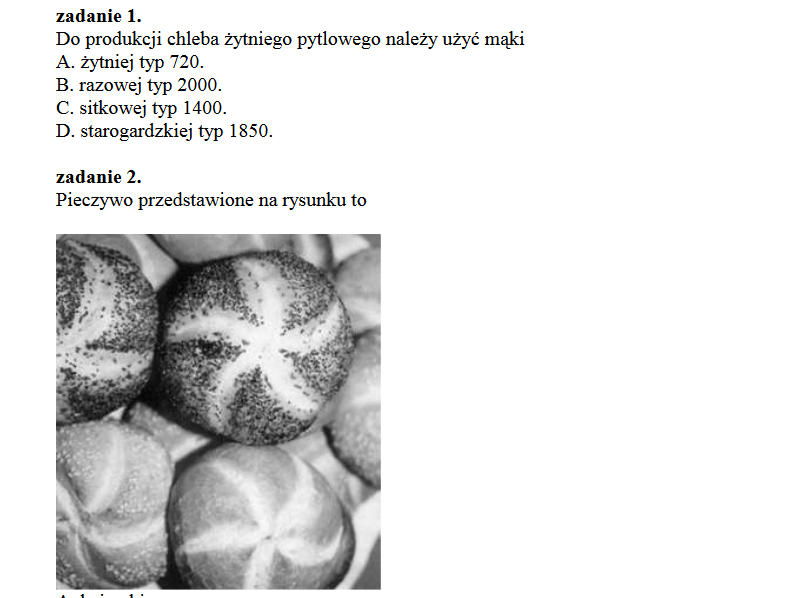 zadanie 1.
Do produkcji chleba żytniego pytlowego należy użyć mąki
A. żytniej typ 720.
B. razowej typ 2000.
C. sitkowej typ 1400.
D. starogardzkiej typ 1850.
zadanie 2.
Pieczywo przedstawione na rysunku to